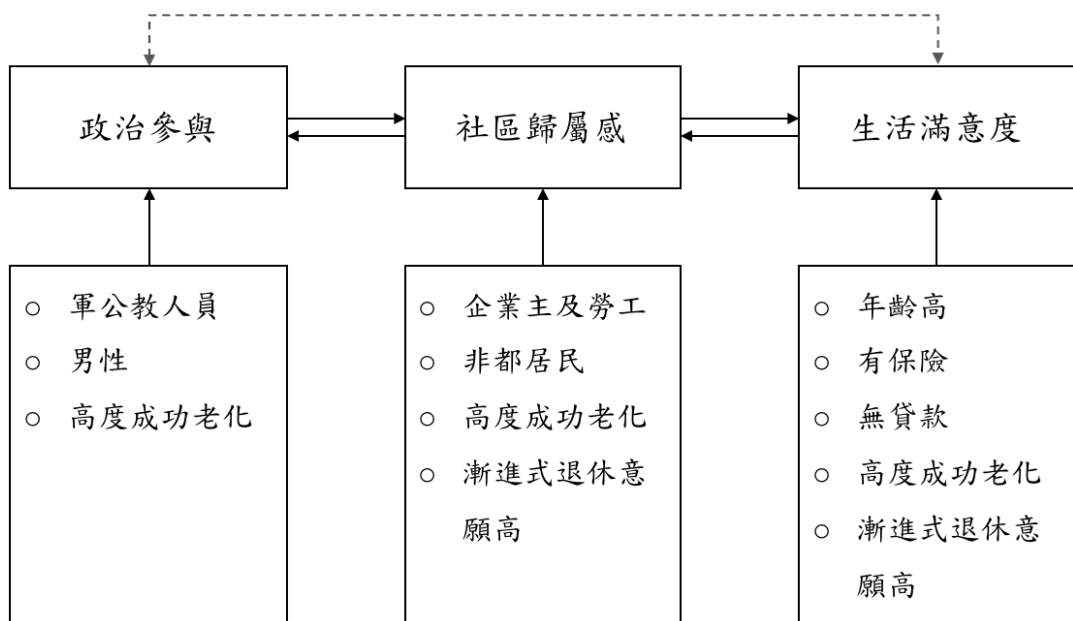 政治參與
社區歸屬感
生活滿意度
○ 軍公教人員
○ 男性
○ 高度成功老化
○ 企業主及勞工
○ 非都居民
○ 高度成功老化
○ 漸進式退休意
願高
○ 年齡高
○ 有保險
○ 無貸款
○ 高度成功老化
○ 漸進式退休意
願高